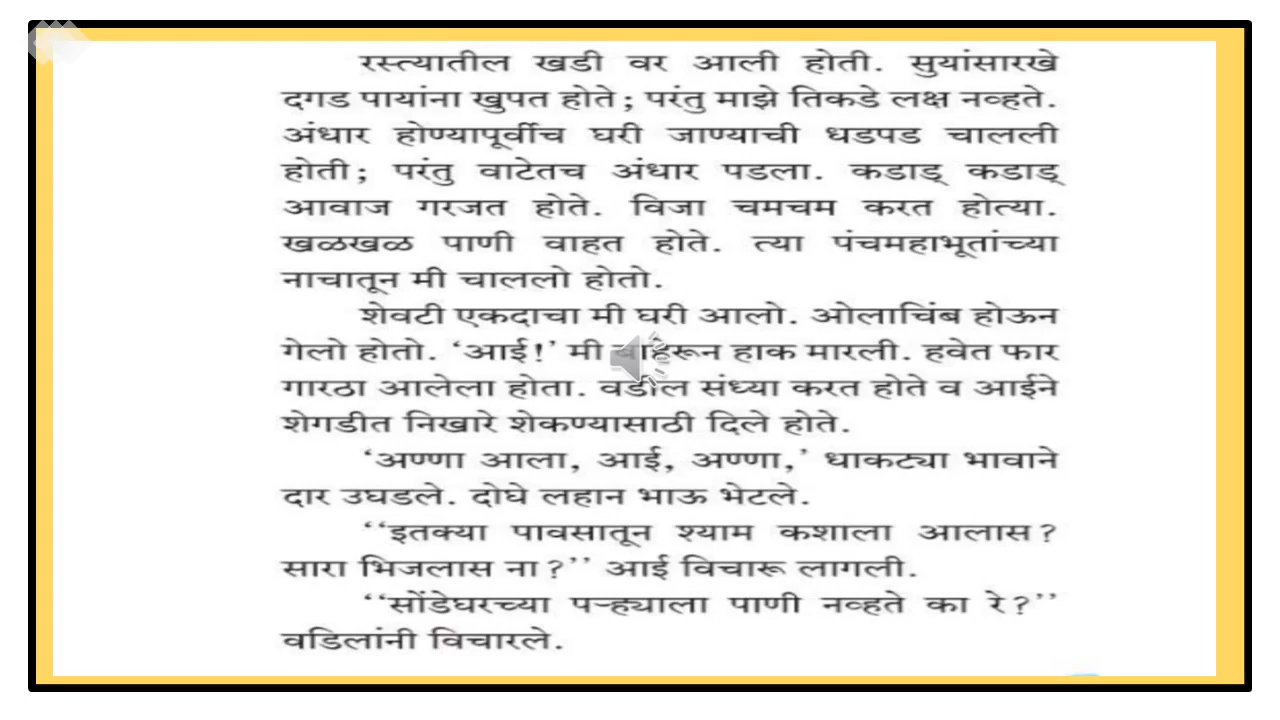 रस्त्यातील खडी वर आली होती. सुयांसारखे
दगड पायांना खुपत होते; परंतु माझे तिकडे लक्ष नव्हते.
अंधार होण्यापूर्वीच घरी जाण्याची धडपड चालली
होती; परंतु वाटेतच अंधार पडला. कडाड् कडाड्
आवाज गरजत होते. विजा चमचम करत होत्या.
खळखळ पाणी वाहत होते. त्या पंचमहाभूतांच्या
नाचातून मी चाललो होतो.
शेवटी एकदाचा मी घरी आलो. ओलाचिंब होऊन
गेलो होतो. ‘आई!’ मी बाहेरून हाक मारली. हवेत फार
गारठा आलेला होता. वडील संध्या करत होते व आईने
शेगडीत निखारे शेकण्यासाठी दिले होते.
‘अण्णा आला, आई, अण्णा,’ धाकट्या भावाने
दार उघडले. दोघे लहान भाऊ भेटले.
‘‘इतक्या पावसातून श्याम कशाला आलास?
सारा भिजलास ना?’’ आई विचारू लागली.
‘‘सोंडेघरच्या पऱ्ह्याला पाणी नव्हते का रे?’’
वडिलांनी विचारले.